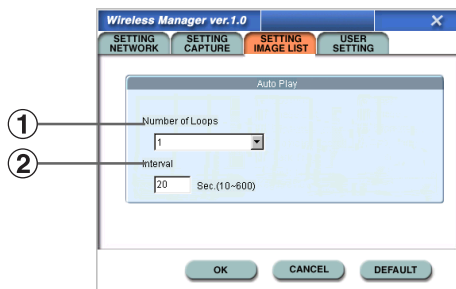 Wireless Manager ver.1.0
SETTING NETWORK
SETTING CAPTURE
SETTING IMAGE LIST
USER SETTING
Auto Play
① Number of Loops
1
② Interval
20 Sec.(10~600)
OK CANCEL DEFAULT